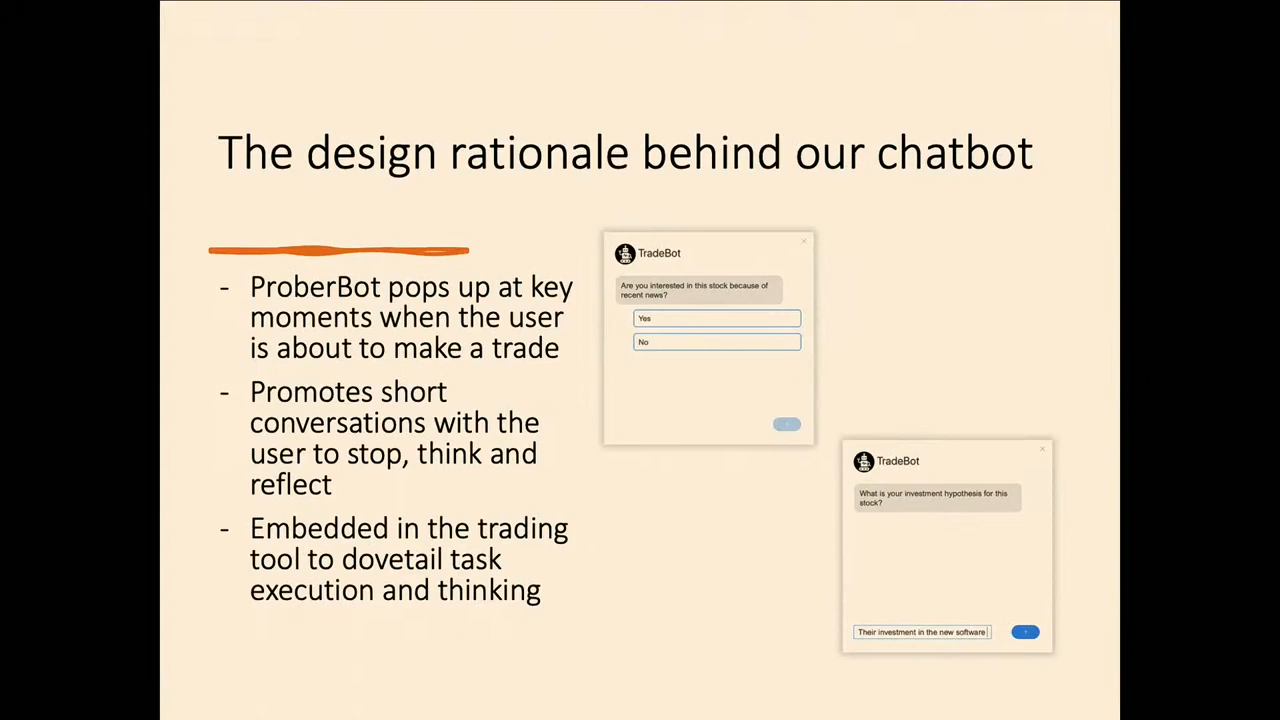 The design rationale behind our chatbot
- ProberBot pops up at key
moments when the user
is about to make a trade
- Promotes short
conversations with the
user to stop, think and
reflect
- Embedded in the trading
tool to dovetail task
execution and thinking
TradeBot
Are you interested in this stock because of
recent news?
Yes
No
TradeBot
What is your investment hypothesis for this
stock?
Their investment in the new software